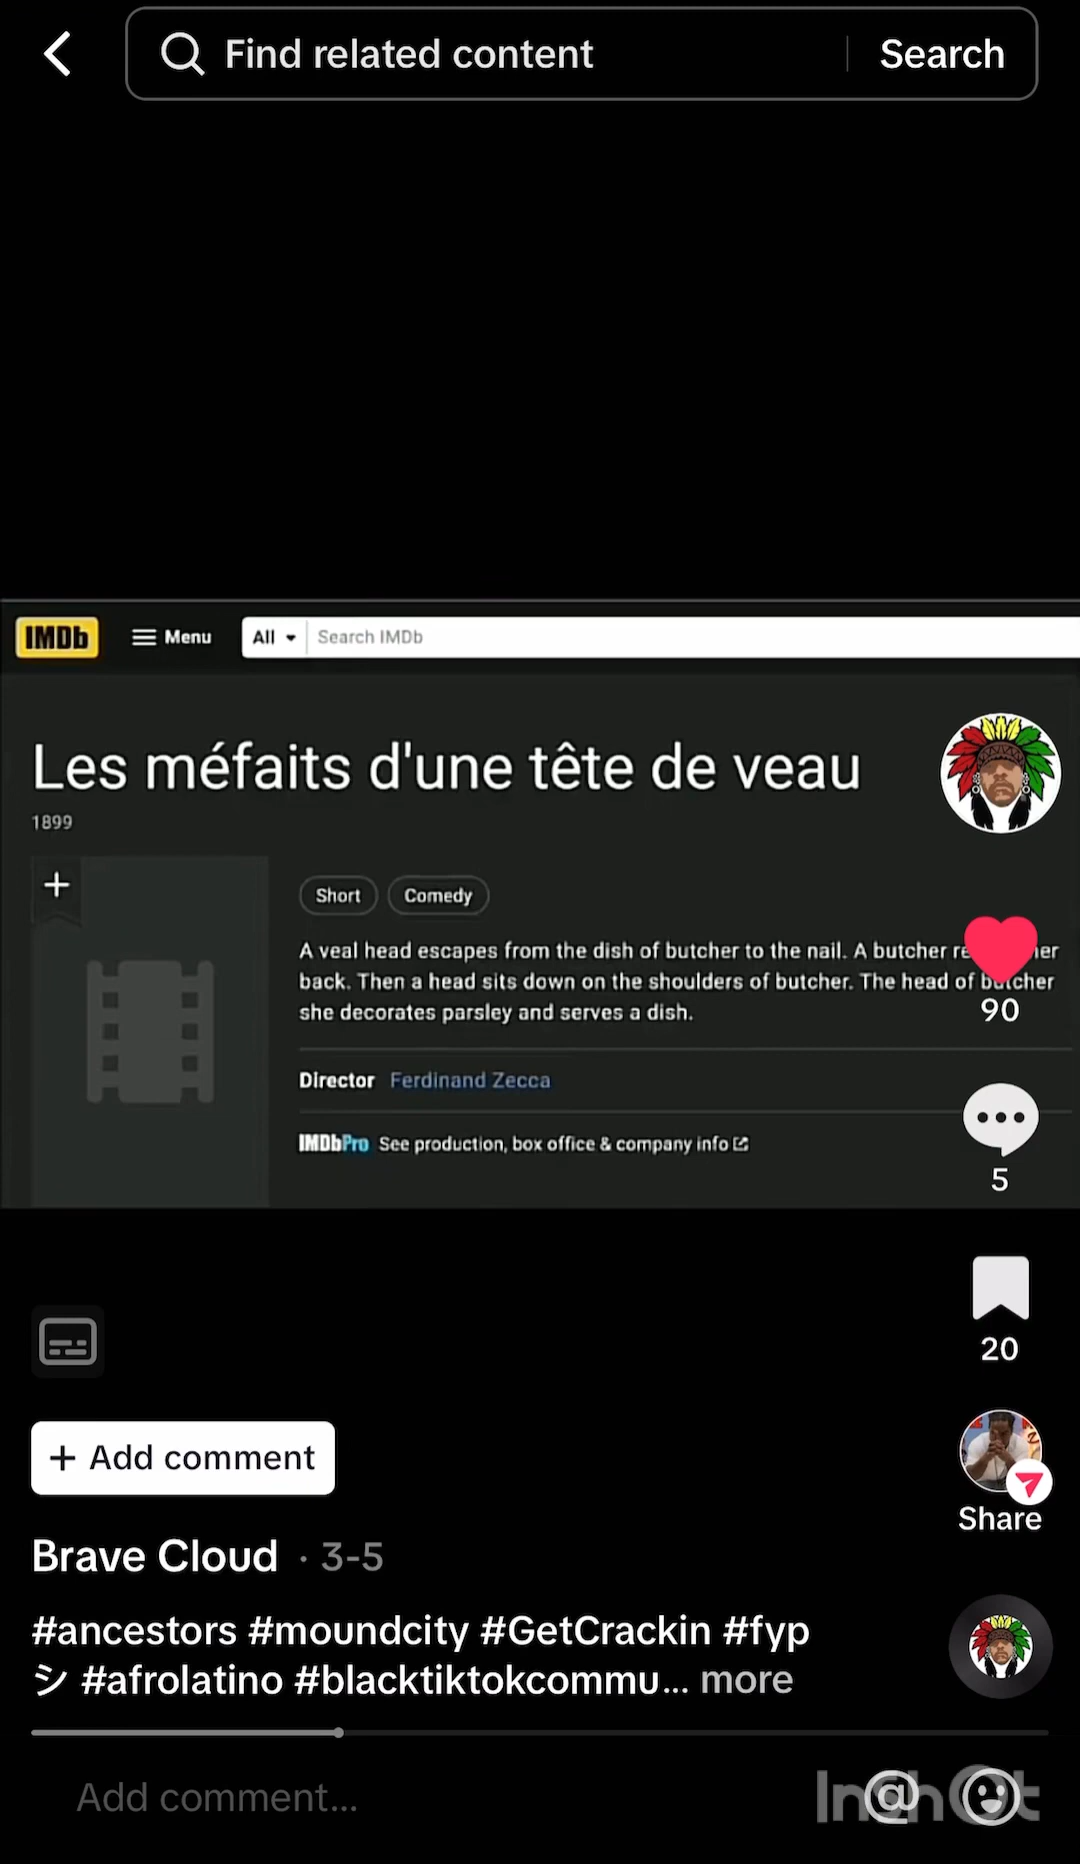 Find related content
Search
IMDb
Menu
All
Search IMDb
Les méfaits d'une tête de veau
1899
Short
Comedy
A veal head escapes from the dish of butcher to the nail. A butcher
back. Then a head sits down on the shoulders of butcher. The head of butcher
she decorates parsley and serves a dish.
Director Ferdinand Zecca
IMDbPro See production, box office & company info
90
5
20
+ Add comment
Share
Brave Cloud · 3-5
#ancestors #moundcity #GetCrackin #fyp
シ #afrolatino #blacktiktokcommu... more
Add comment...
InShOt